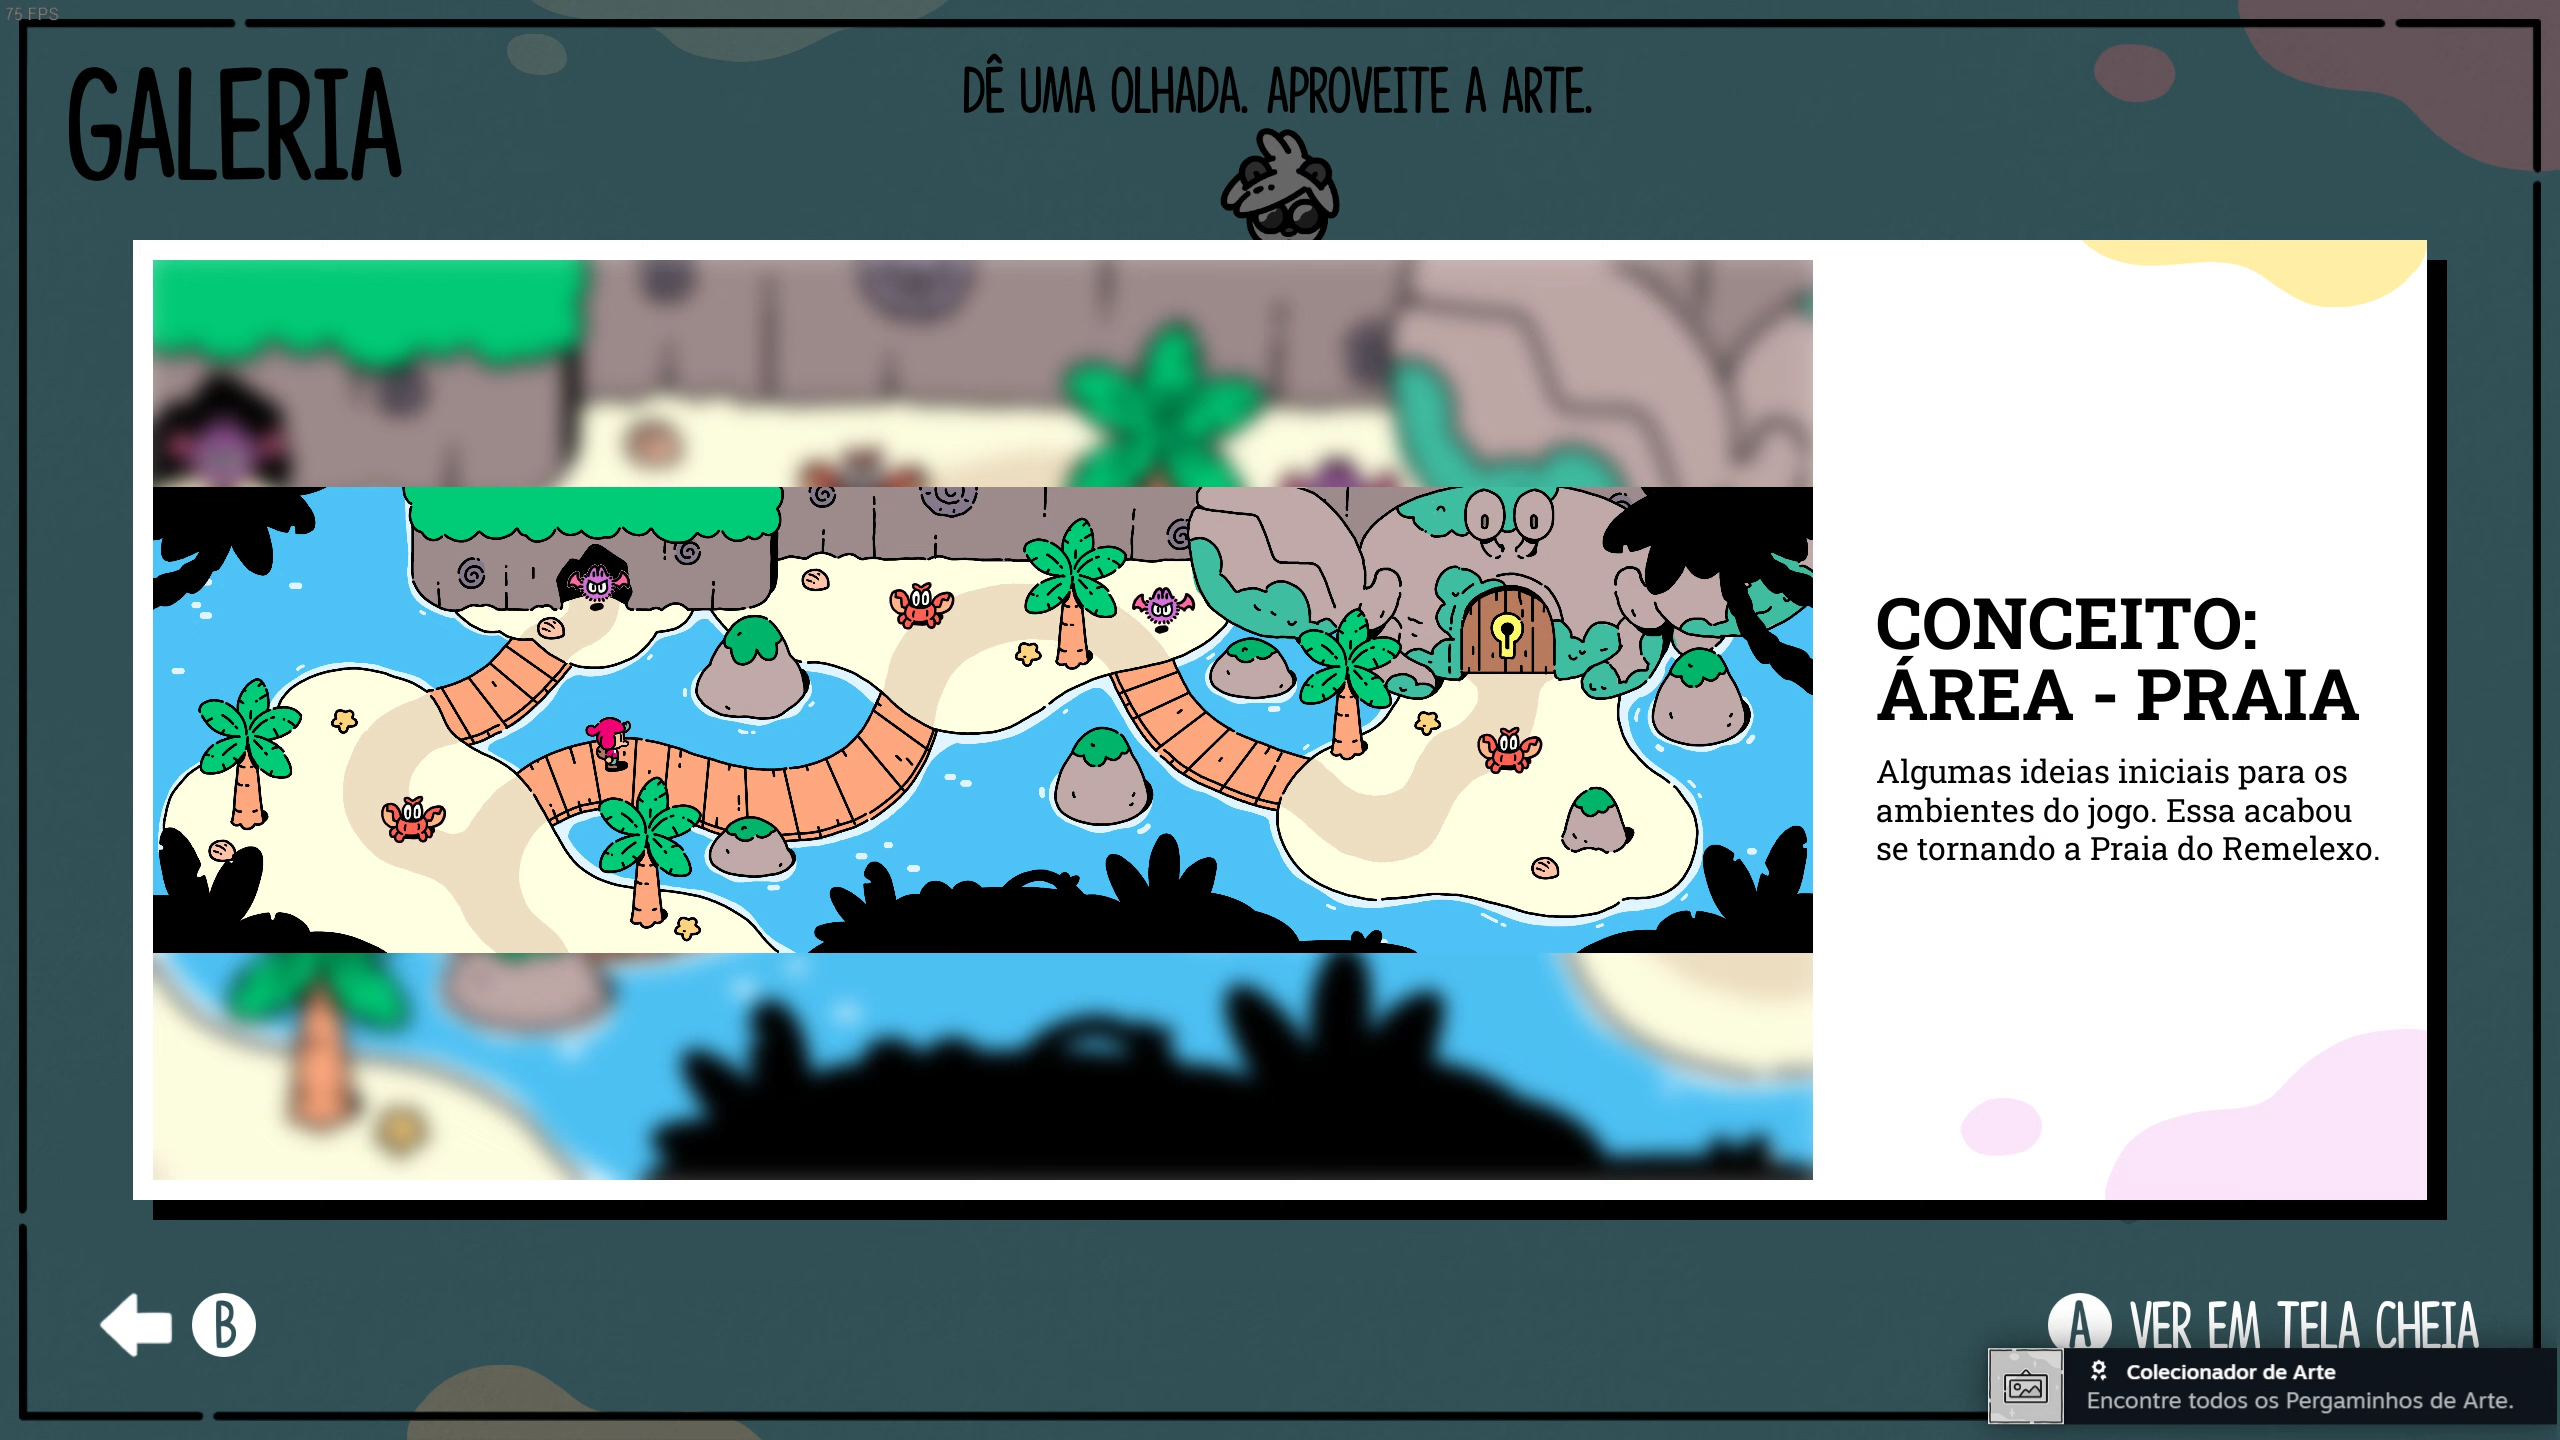 75 FPS
GALERIA
DÊ UMA OLHADA. APROVEITE A ARTE.
CONCEITO:
ÁREA - PRAIA
Algumas ideias iniciais para os
ambientes do jogo. Essa acabou
se tornando a Praia do Remelexo.
B
A VER EM TELA CHEIA
Colecionador de Arte
Encontre todos os Pergaminhos de Arte.